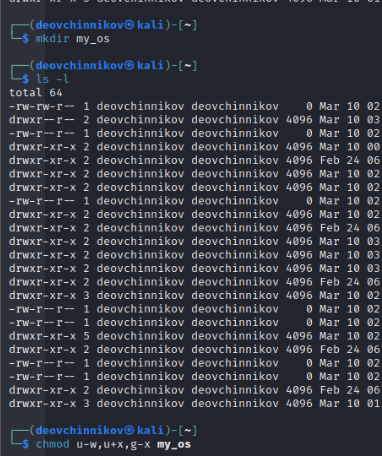 drwxr-xr-x 3 deovchinnikov deovchinnikov 4096 Mar 10 01
┌──(deovchinnikov㉿kali)-[~]
└─$ mkdir my_os
┌──(deovchinnikov㉿kali)-[~]
└─$ ls -l
total 64
-rw-rw-r-- 1 deovchinnikov deovchinnikov    0 Mar 10 02
drwxr--r-- 2 deovchinnikov deovchinnikov 4096 Mar 10 03
-rw-r--r-- 1 deovchinnikov deovchinnikov    0 Mar 10 02
drwxr-xr-x 2 deovchinnikov deovchinnikov 4096 Mar 10 00
drwxr-xr-x 2 deovchinnikov deovchinnikov 4096 Feb 24 06
drwxr-xr-x 2 deovchinnikov deovchinnikov 4096 Mar 10 02
drwxr-xr-x 2 deovchinnikov deovchinnikov 4096 Feb 24 06
-rw-r--r-- 1 deovchinnikov deovchinnikov    0 Mar 10 02
drwxr-xr-x 2 deovchinnikov deovchinnikov 4096 Mar 10 02
drwxr-xr-x 2 deovchinnikov deovchinnikov 4096 Feb 24 06
drwxr-xr-x 2 deovchinnikov deovchinnikov 4096 Mar 10 03
drwxr-xr-x 2 deovchinnikov deovchinnikov 4096 Mar 10 03
drwxr-xr-x 2 deovchinnikov deovchinnikov 4096 Mar 10 03
drwxr-xr-x 2 deovchinnikov deovchinnikov 4096 Feb 24 06
drwxr-xr-x 3 deovchinnikov deovchinnikov 4096 Mar 10 02
-rw-r--r-- 1 deovchinnikov deovchinnikov    0 Mar 10 02
-rw-r--r-- 1 deovchinnikov deovchinnikov    0 Mar 10 03
drwxr-xr-x 5 deovchinnikov deovchinnikov 4096 Mar 10 02
drwxr-xr-x 2 deovchinnikov deovchinnikov 4096 Feb 24 06
-rw-r--r-- 1 deovchinnikov deovchinnikov    0 Mar 10 02
-rw-r--r-- 1 deovchinnikov deovchinnikov    0 Mar 10 02
drwxr-xr-x 2 deovchinnikov deovchinnikov 4096 Feb 24 06
drwxr-xr-x 3 deovchinnikov deovchinnikov 4096 Mar 10 01
┌──(deovchinnikov㉿kali)-[~]
└─$ chmod u-w,u+x,g-x my_os